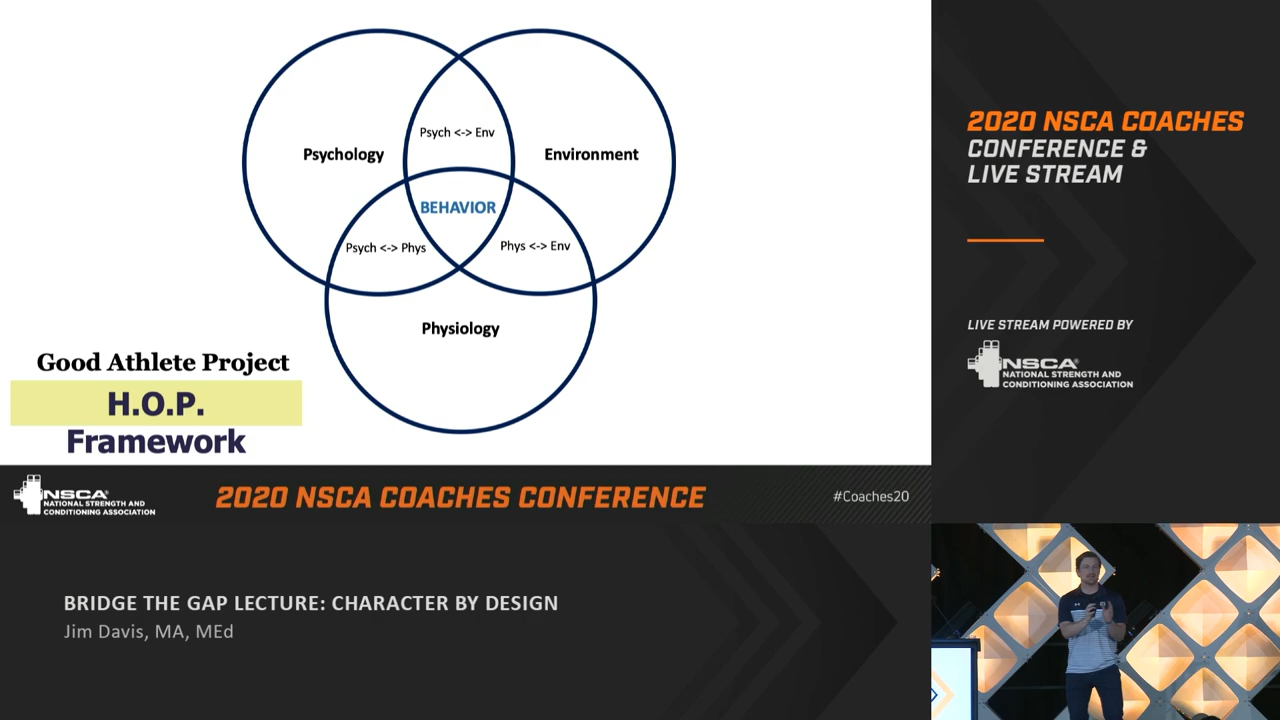 Psych <-> Env
Psychology
Environment
BEHAVIOR
Psych <-> Phys
Phys <-> Env
Physiology
Good Athlete Project
H.O.P.
Framework
NSCA®
NATIONAL STRENGTH AND
CONDITIONING ASSOCIATION
2020 NSCA COACHES CONFERENCE
#Coaches20
BRIDGE THE GAP LECTURE: CHARACTER BY DESIGN
Jim Davis, MA, MEd
2020 NSCA COACHES
CONFERENCE &
LIVE STREAM
LIVE STREAM POWERED BY
NSCA®
NATIONAL STRENGTH AND
CONDITIONING ASSOCIATION